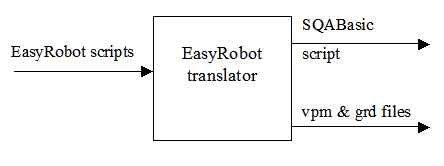 EasyRobot scripts
EasyRobot
translator
SQABasic
script
vpm & grd files